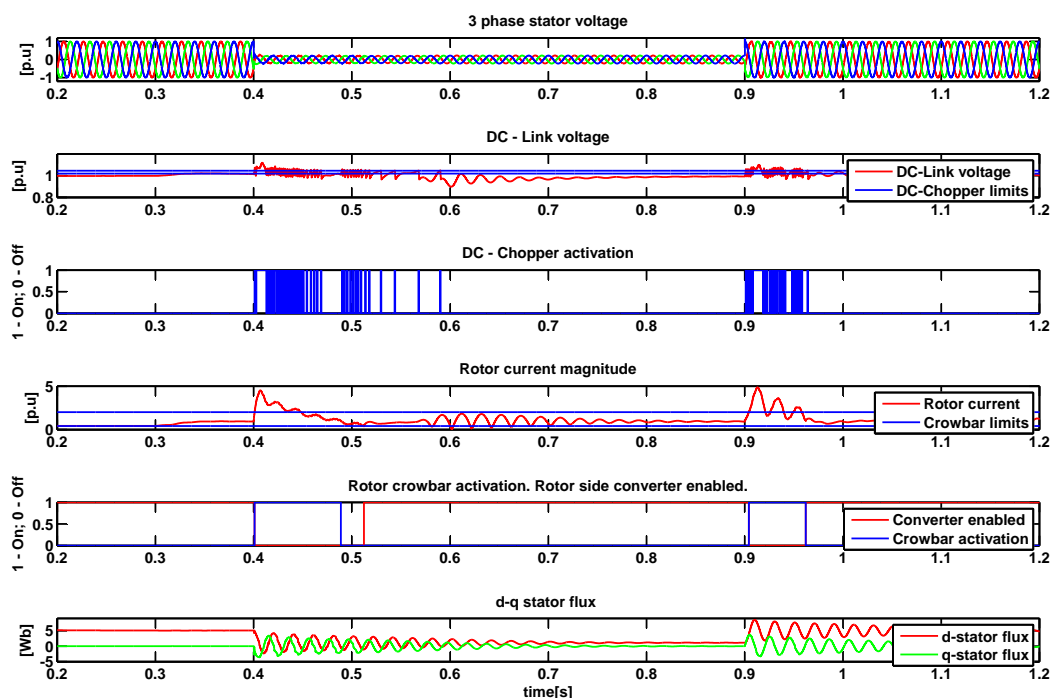 3 phase stator voltage
[p.u]
1
0
-1
0.2 0.3 0.4 0.5 0.6 0.7 0.8 0.9 1 1.1 1.2
DC - Link voltage
[p.u]
1
0.8
DC-Link voltage
DC-Chopper limits
0.2 0.3 0.4 0.5 0.6 0.7 0.8 0.9 1 1.1 1.2
DC - Chopper activation
1 - On; 0 - Off
1
0.5
0
0.2 0.3 0.4 0.5 0.6 0.7 0.8 0.9 1 1.1 1.2
Rotor current magnitude
[p.u]
5
0
Rotor current
Crowbar limits
0.2 0.3 0.4 0.5 0.6 0.7 0.8 0.9 1 1.1 1.2
Rotor crowbar activation. Rotor side converter enabled.
1 - On; 0 - Off
1
0.5
0
Converter enabled
Crowbar activation
0.2 0.3 0.4 0.5 0.6 0.7 0.8 0.9 1 1.1 1.2
d-q stator flux
[Wb]
5
0
-5
d-stator flux
q-stator flux
0.2 0.3 0.4 0.5 0.6 0.7 0.8 0.9 1 1.1 1.2
time[s]